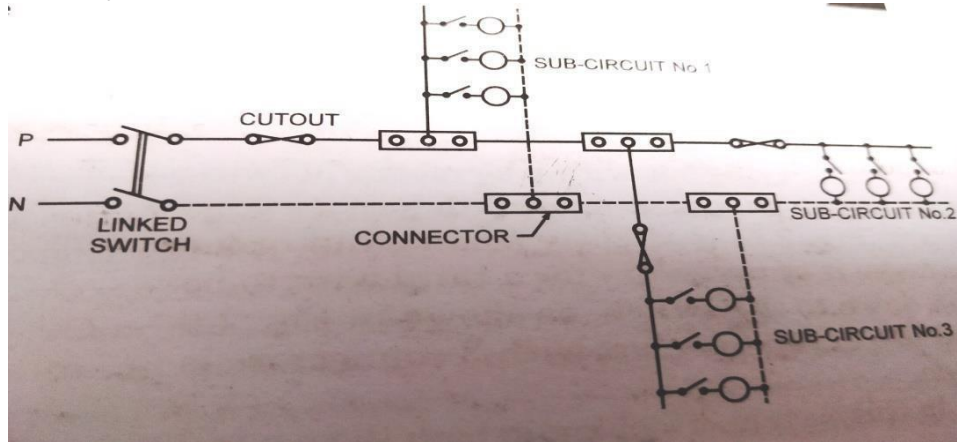 SUB-CIRCUIT No 1
CUTOUT
P
N
LINKED
SWITCH
CONNECTOR
SUB-CIRCUIT No.2
SUB-CIRCUIT No.3